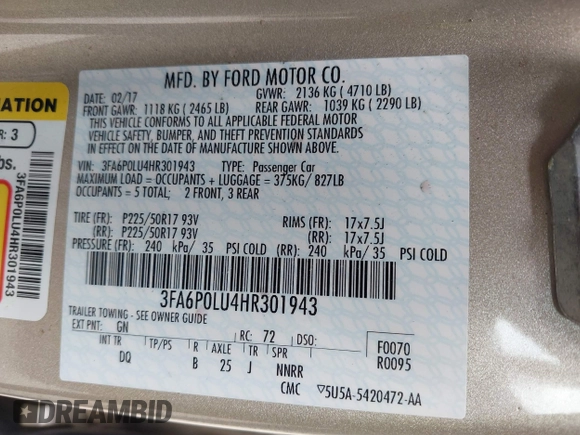 MFD. BY FORD MOTOR CO.
DATE: 02/17 GVWR: 2136 KG ( 4710 LB)
FRONT GAWR: 1118 KG ( 2465 LB) REAR GAWR: 1039 KG ( 2290 LB)
THIS VEHICLE CONFORMS TO ALL APPLICABLE FEDERAL MOTOR
VEHICLE SAFETY, BUMPER, AND THEFT PREVENTION STANDARDS
IN EFFECT ON THE DATE OF MANUFACTURE SHOWN ABOVE.
VIN: 3FA6P0LU4HR301943 TYPE: Passenger Car
MAXIMUM LOAD = OCCUPANTS + LUGGAGE = 375KG/ 827LB
OCCUPANTS = 5 TOTAL; 2 FRONT, 3 REAR
TIRE (FR): P225/50R17 93V RIMS (FR): 17x7.5J
(RR): P225/50R17 93V (RR): 17x7.5J
PRESSURE (FR): 240 kPa/ 35 PSI COLD (RR): 240 kPa/ 35 PSI COLD
3FA6P0LU4HR301943
TRAILER TOWING - SEE OWNER GUIDE
EXT PNT: GN RC: 72 DSO: F0070
R0095
INT TR TP/PS R AXLE TR SPR
DQ B 25 J NNRR
CMC ▽5U5A-5420472-AA
ATION
R: 3
bs.
3FA6P0LU4HR301943
REBIDCAR